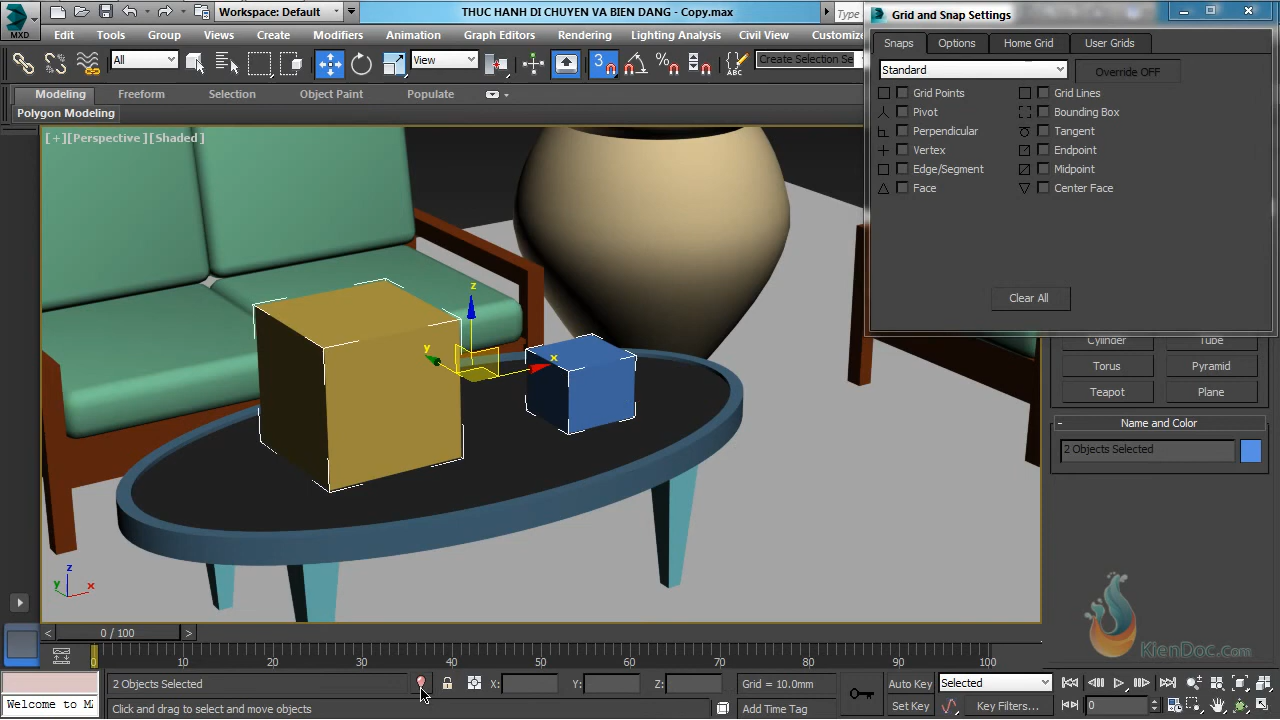 Workspace: Default
THUC HANH DI CHUYEN VA BIEN DANG - Copy.max
Type
Grid and Snap Settings
MXD
Edit Tools Group Views Create Modifiers Animation Graph Editors Rendering Lighting Analysis Civil View Customize
Snaps Options Home Grid User Grids
All
View
3
Create Selection Se
Standard
Override OFF
Modeling Freeform Selection Object Paint Populate
Polygon Modeling
Grid Points Grid Lines
Pivot Bounding Box
Perpendicular Tangent
Vertex Endpoint
Edge/Segment Midpoint
Face Center Face
Clear All
[+][Perspective][Shaded]
z
y
x
Cylinder Tube
Torus Pyramid
Teapot Plane
- Name and Color
2 Objects Selected
z
y
x
KienDoc.Com
< 0 / 100 >
0 10 20 30 40 50 60 70 80 90 100
2 Objects Selected
X: Y: Z:
Grid = 10.0mm
Auto Key
Selected
Welcome to MA
Click and drag to select and move objects
Add Time Tag
Set Key
Key Filters...
0